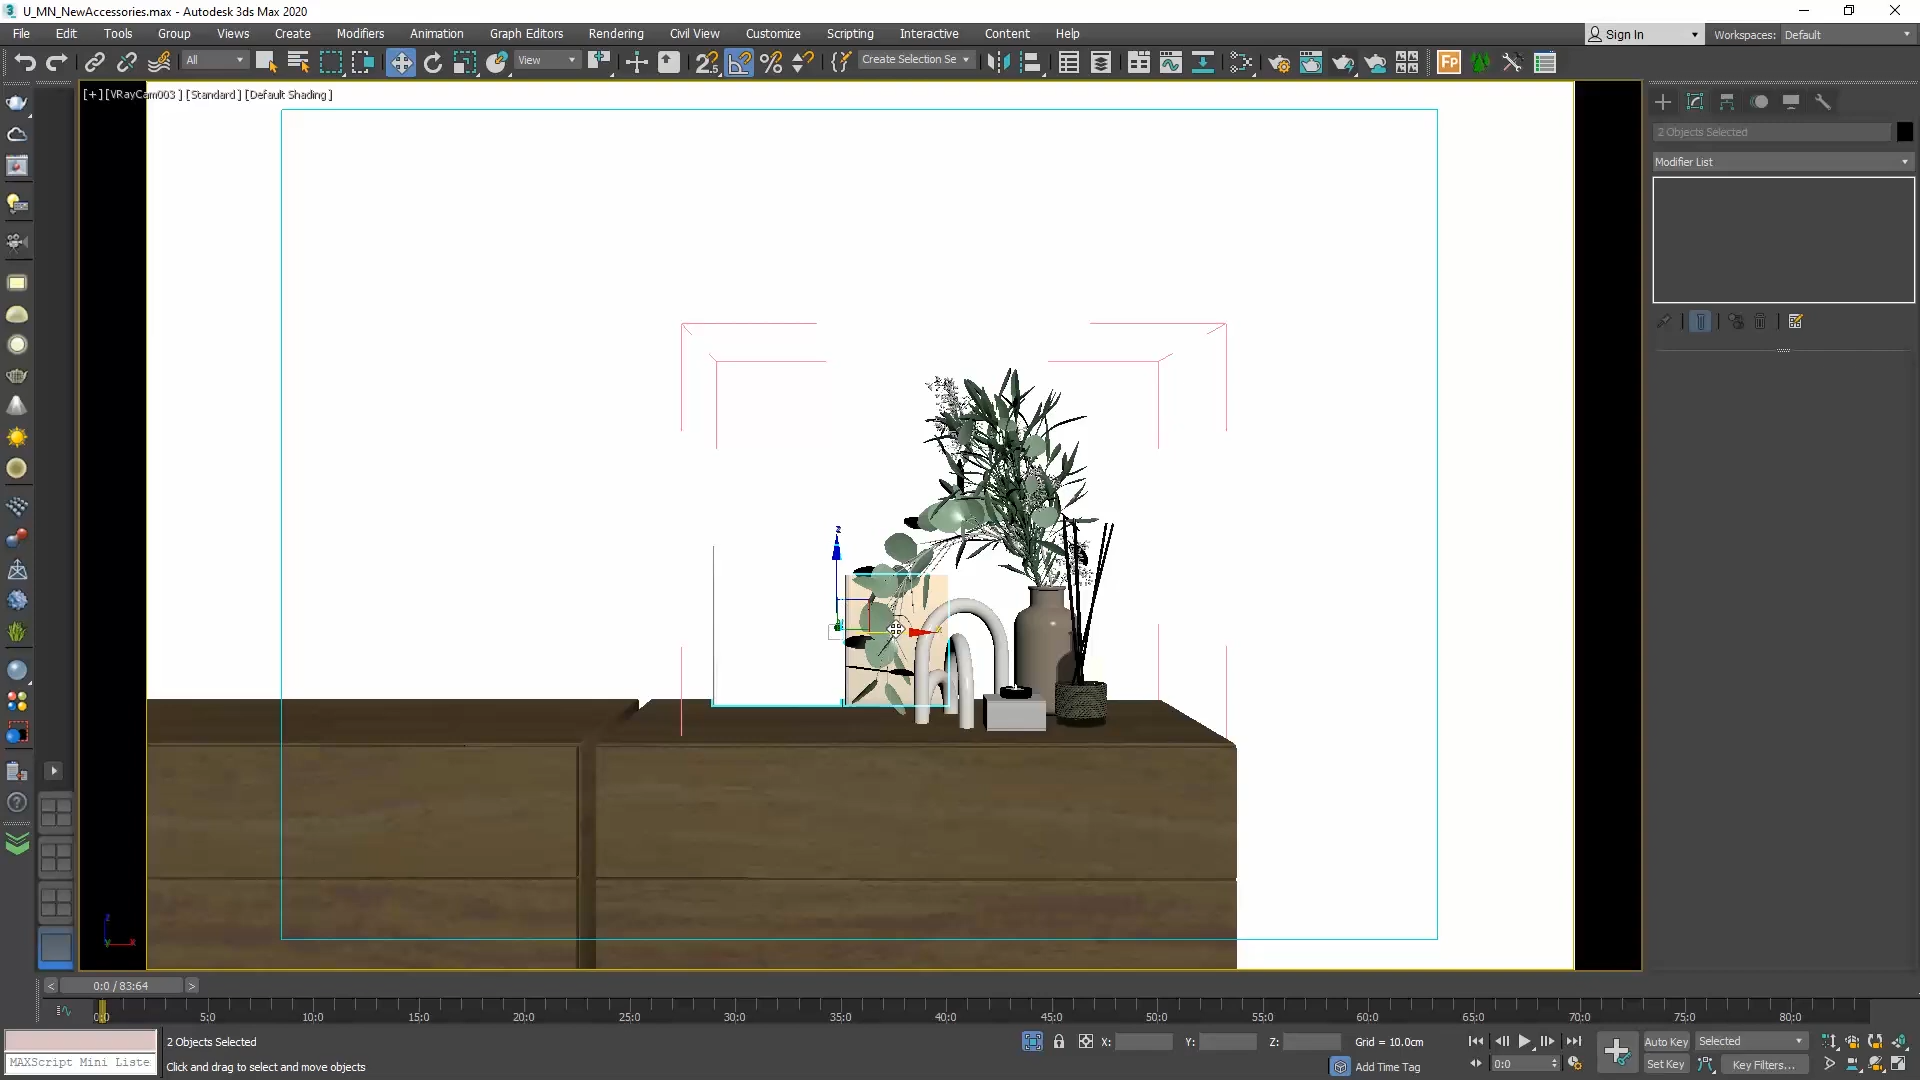 U_MN_NewAccessories.max - Autodesk 3ds Max 2020
File Edit Tools Group Views Create Modifiers Animation Graph Editors Rendering Civil View Customize Scripting Interactive Content Help
Sign In Workspaces: Default
All View Create Selection Se
[+] [VRayCam003 ] [Standard ] [Default Shading ]
2 Objects Selected
Modifier List
0:0 / 83:64
0:0 5:0 10:0 15:0 20:0 25:0 30:0 35:0 40:0 45:0 50:0 55:0 60:0 65:0 70:0 75:0 80:0
2 Objects Selected X: Y: Z: Grid = 10.0cm Auto Key Selected
MAXScript Mini Liste Click and drag to select and move objects Add Time Tag 0:0 Set Key Key Filters...